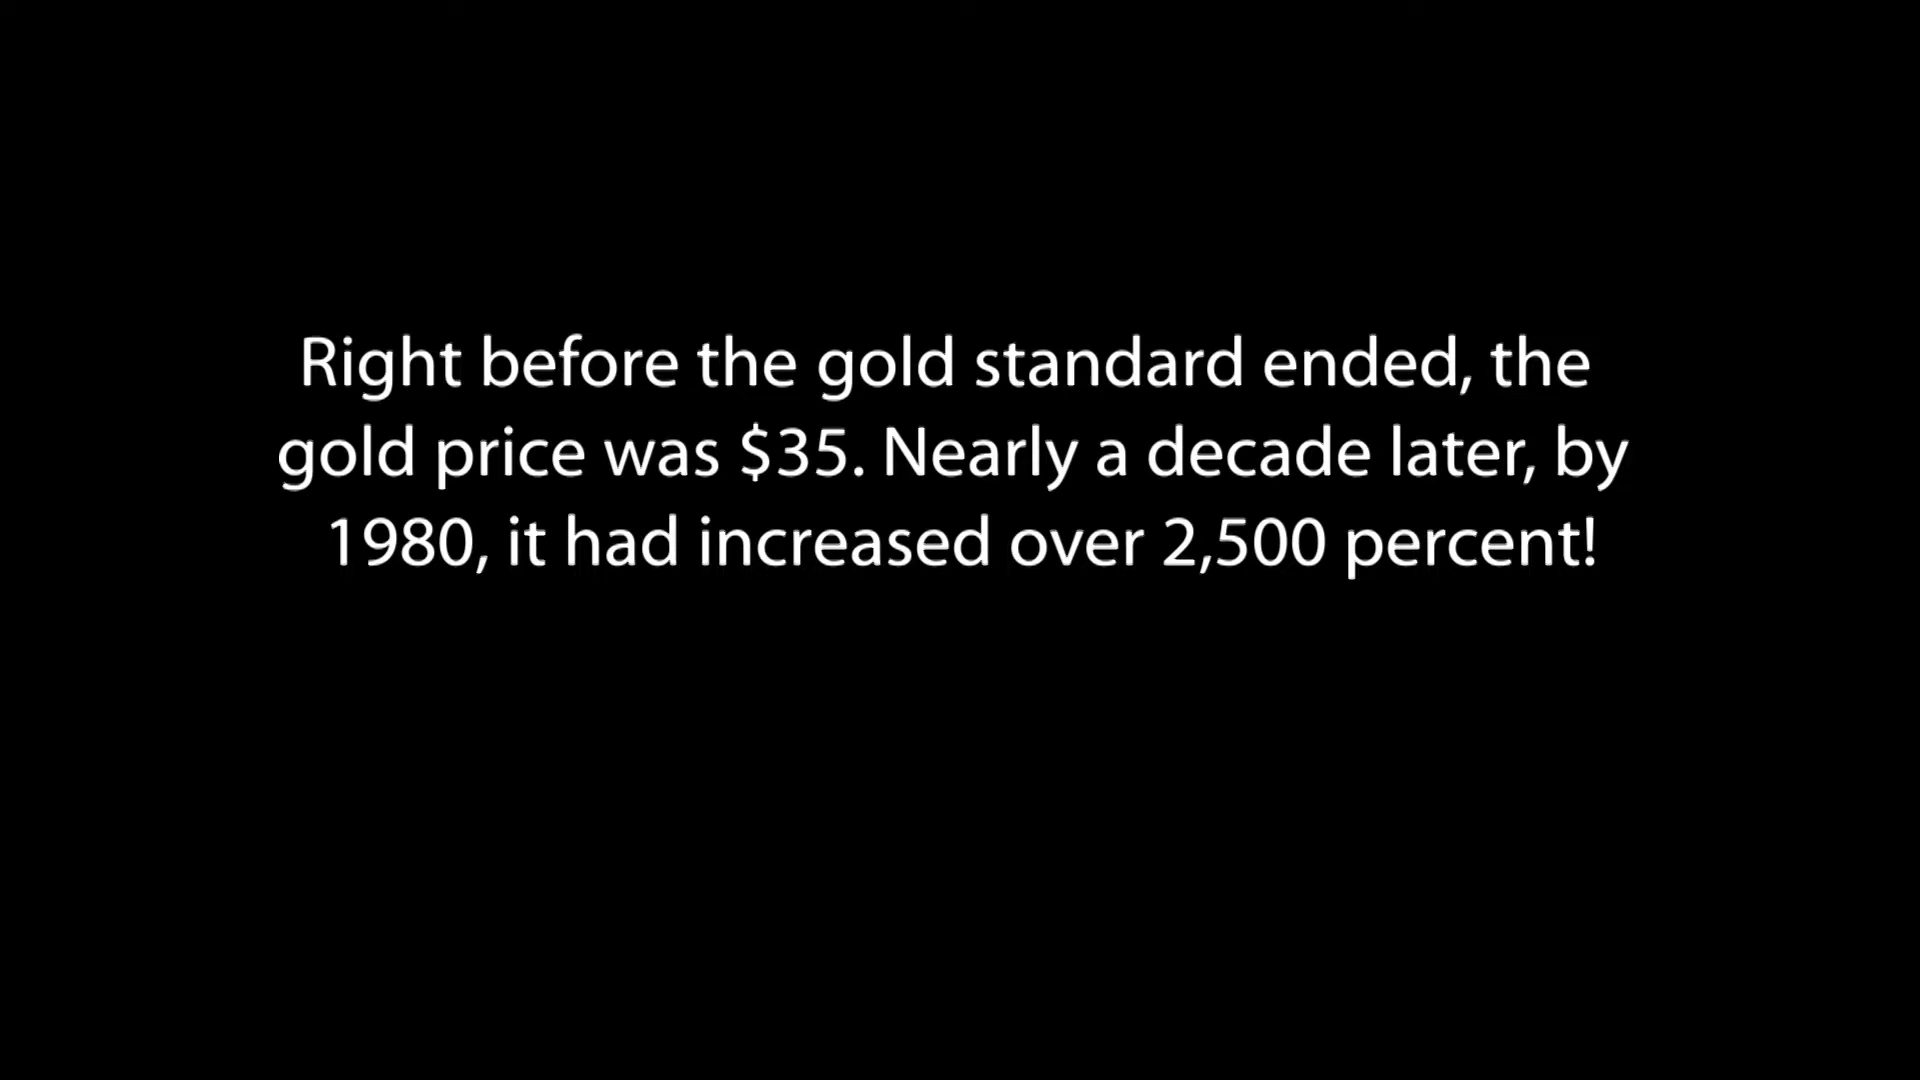 Right before the gold standard ended, the
gold price was $35. Nearly a decade later, by
1980, it had increased over 2,500 percent!